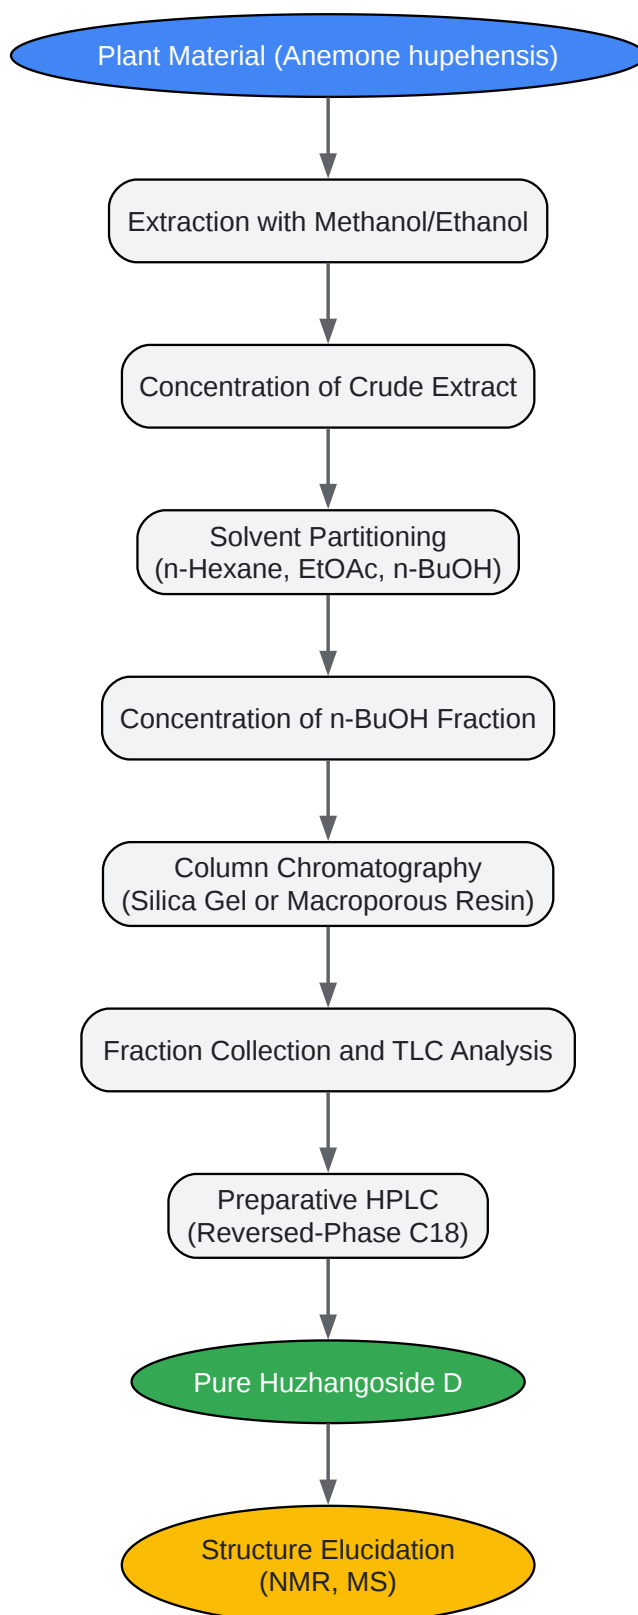 Plant Material (Anemone hupehensis)
Extraction with Methanol/Ethanol
Concentration of Crude Extract
Solvent Partitioning
(n-Hexane, EtOAc, n-BuOH)
Concentration of n-BuOH Fraction
Column Chromatography
(Silica Gel or Macroporous Resin)
Fraction Collection and TLC Analysis
Preparative HPLC
(Reversed-Phase C18)
Pure Huzhangoside D
Structure Elucidation
(NMR, MS)